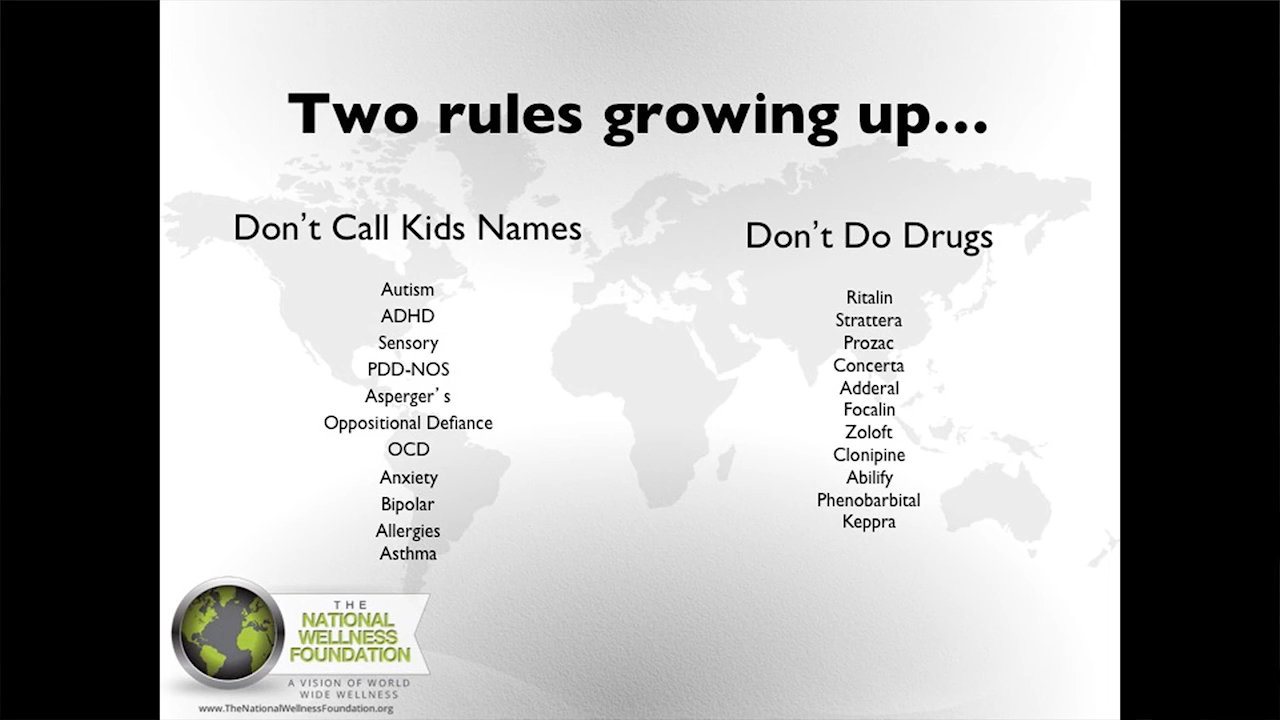 Two rules growing up...
Don't Call Kids Names
Autism
ADHD
Sensory
PDD-NOS
Asperger's
Oppositional Defiance
OCD
Anxiety
Bipolar
Allergies
Asthma
Don't Do Drugs
Ritalin
Strattera
Prozac
Concerta
Adderal
Focalin
Zoloft
Clonipine
Abilify
Phenobarbital
Keppra
THE
NATIONAL
WELLNESS
FOUNDATION
A VISION OF WORLD
WIDE WELLNESS
www.TheNationalWellnessFoundation.org